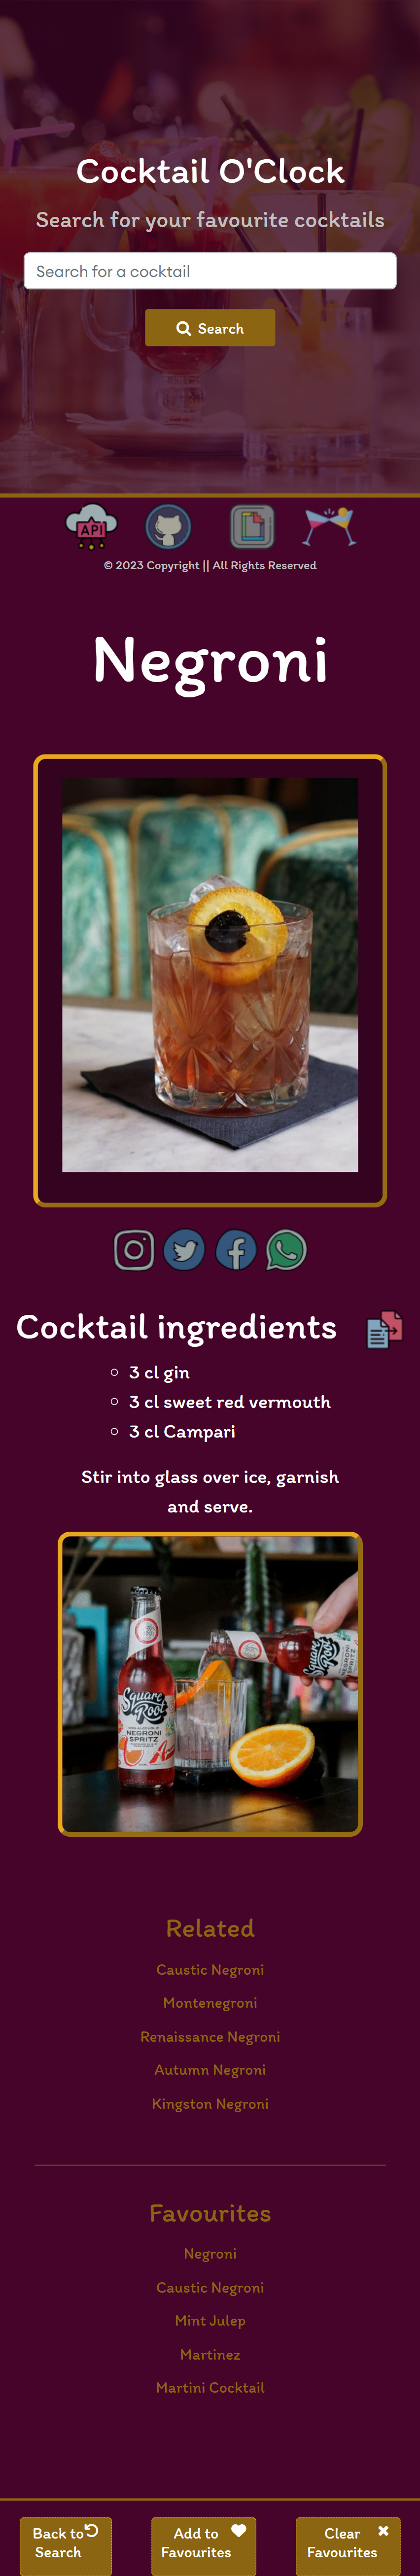 Cocktail O'Clock
Search for your favourite cocktails
Search for a cocktail
Search
API
© 2023 Copyright || All Rights Reserved
Negroni
Cocktail ingredients
3 cl gin
3 cl sweet red vermouth
3 cl Campari
Stir into glass over ice, garnish
and serve.
Square
Root
NEGRONI
SPRITZ
Square
Root
Related
Caustic Negroni
Montenegroni
Renaissance Negroni
Autumn Negroni
Kingston Negroni
Favourites
Negroni
Caustic Negroni
Mint Julep
Martinez
Martini Cocktail
Back to
Search
Add to
Favourites
Clear
Favourites